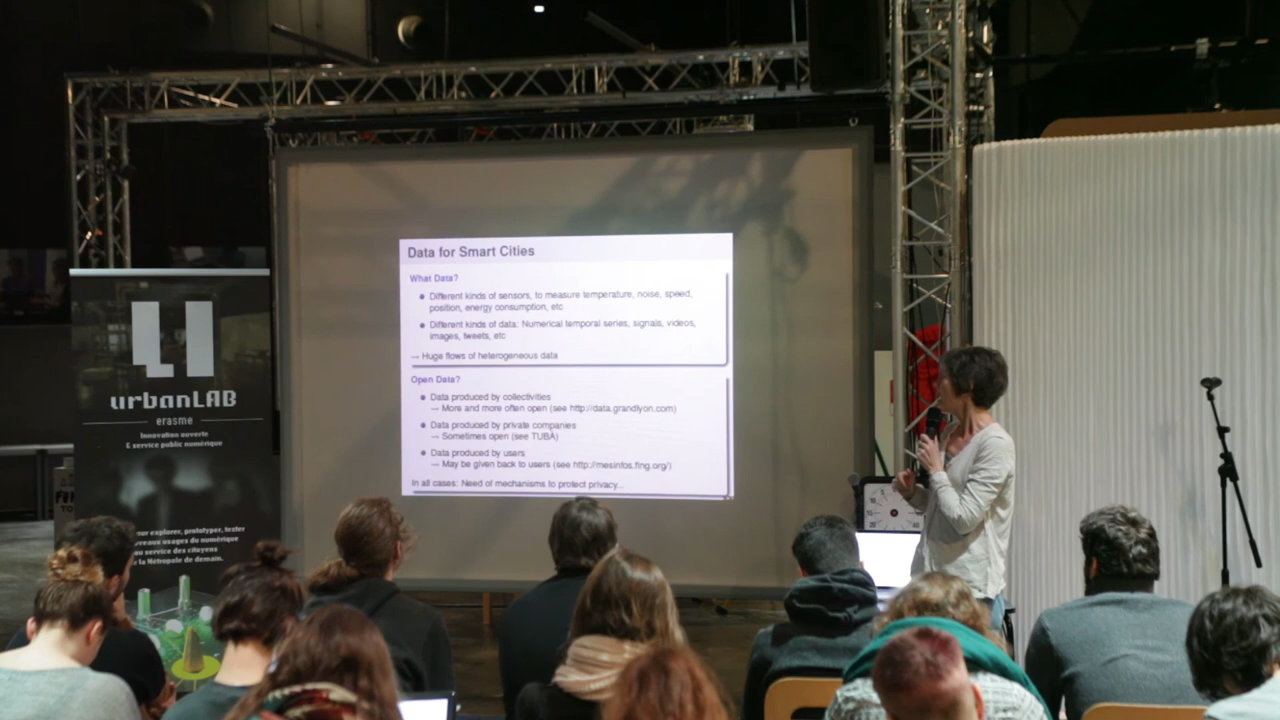 Data for Smart Cities
What Data?
Different kinds of sensors, to measure temperature, noise, speed,
position, energy consumption, etc
Different kinds of data: Numerical temporal series, signals, videos,
images, tweets, etc
→ Huge flows of heterogeneous data
Open Data?
Data produced by collectivities
→ More and more often open (see http://data.grandlyon.com)
Data produced by private companies
→ Sometimes open (see TUBÀ)
Data produced by users
→ May be given back to users (see http://mesinfos.fing.org/)
In all cases: Need of mechanisms to protect privacy...
urbanLAB
erasme
Innovation ouverte
& service public numérique
explorer, prototyper, tester
usages du numérique
au service des citoyens
la Métropole de demain.